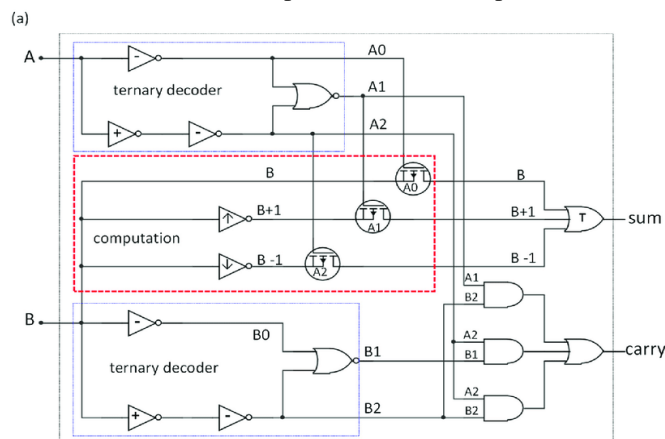 (a)
A
-
A0
ternary decoder
A1
+
-
A2
B
A0
B
B+1
A1
B+1
T
sum
computation
B -1
A2
B -1
A1
B2
B
-
B0
A2
B1
B1
carry
ternary decoder
A2
B2
+
-
B2